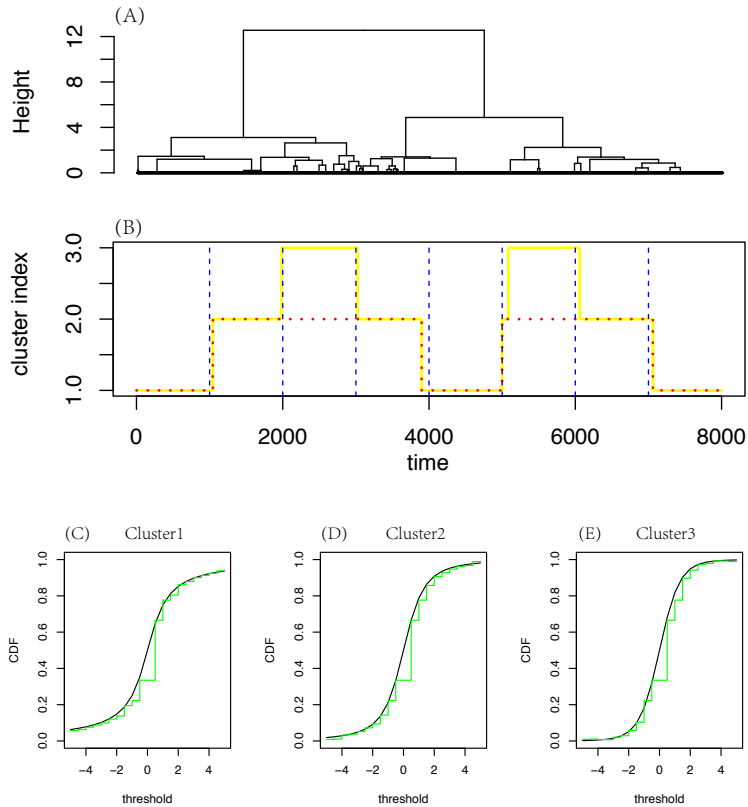 (A)
Height
12
8
4
0
(B)
cluster index
3.0
2.0
1.0
0 2000 4000 6000 8000
time
(C) Cluster1
CDF
1.0
0.8
0.6
0.4
0.2
0.0
−4 −2 0 2 4
threshold
(D) Cluster2
CDF
1.0
0.8
0.6
0.4
0.2
0.0
−4 −2 0 2 4
threshold
(E) Cluster3
CDF
1.0
0.8
0.6
0.4
0.2
0.0
−4 −2 0 2 4
threshold